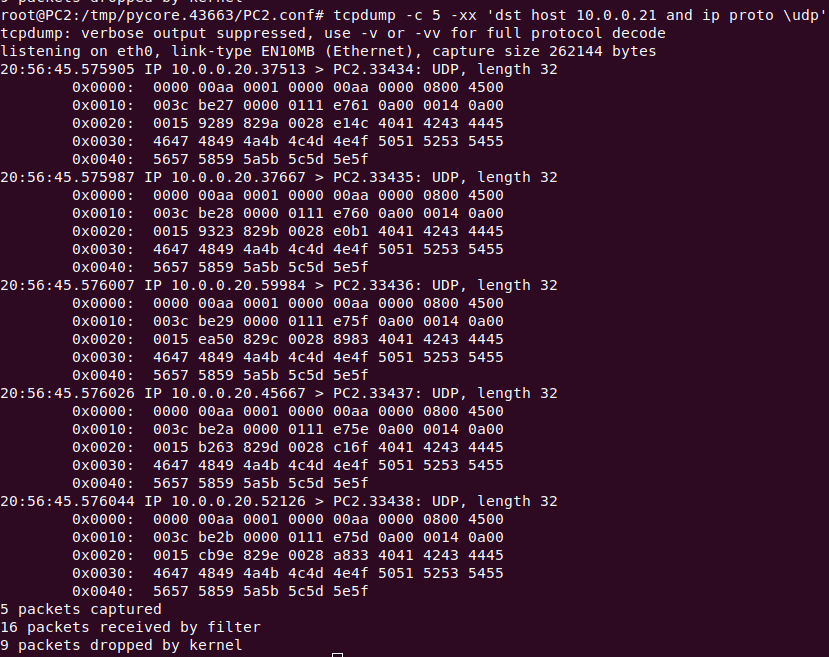 9 packets dropped by kernel
root@PC2:/tmp/pycore.43663/PC2.conf# tcpdump -c 5 -xx 'dst host 10.0.0.21 and ip proto \udp'
tcpdump: verbose output suppressed, use -v or -vv for full protocol decode
listening on eth0, link-type EN10MB (Ethernet), capture size 262144 bytes
20:56:45.575905 IP 10.0.0.20.37513 > PC2.33434: UDP, length 32
0x0000:  0000 00aa 0001 0000 00aa 0000 0800 4500
0x0010:  003c be27 0000 0111 e761 0a00 0014 0a00
0x0020:  0015 9289 829a 0028 e14c 4041 4243 4445
0x0030:  4647 4849 4a4b 4c4d 4e4f 5051 5253 5455
0x0040:  5657 5859 5a5b 5c5d 5e5f
20:56:45.575987 IP 10.0.0.20.37667 > PC2.33435: UDP, length 32
0x0000:  0000 00aa 0001 0000 00aa 0000 0800 4500
0x0010:  003c be28 0000 0111 e760 0a00 0014 0a00
0x0020:  0015 9323 829b 0028 e0b1 4041 4243 4445
0x0030:  4647 4849 4a4b 4c4d 4e4f 5051 5253 5455
0x0040:  5657 5859 5a5b 5c5d 5e5f
20:56:45.576007 IP 10.0.0.20.59984 > PC2.33436: UDP, length 32
0x0000:  0000 00aa 0001 0000 00aa 0000 0800 4500
0x0010:  003c be29 0000 0111 e75f 0a00 0014 0a00
0x0020:  0015 ea50 829c 0028 8983 4041 4243 4445
0x0030:  4647 4849 4a4b 4c4d 4e4f 5051 5253 5455
0x0040:  5657 5859 5a5b 5c5d 5e5f
20:56:45.576026 IP 10.0.0.20.45667 > PC2.33437: UDP, length 32
0x0000:  0000 00aa 0001 0000 00aa 0000 0800 4500
0x0010:  003c be2a 0000 0111 e75e 0a00 0014 0a00
0x0020:  0015 b263 829d 0028 c16f 4041 4243 4445
0x0030:  4647 4849 4a4b 4c4d 4e4f 5051 5253 5455
0x0040:  5657 5859 5a5b 5c5d 5e5f
20:56:45.576044 IP 10.0.0.20.52126 > PC2.33438: UDP, length 32
0x0000:  0000 00aa 0001 0000 00aa 0000 0800 4500
0x0010:  003c be2b 0000 0111 e75d 0a00 0014 0a00
0x0020:  0015 cb9e 829e 0028 a833 4041 4243 4445
0x0030:  4647 4849 4a4b 4c4d 4e4f 5051 5253 5455
0x0040:  5657 5859 5a5b 5c5d 5e5f
5 packets captured
16 packets received by filter
9 packets dropped by kernel